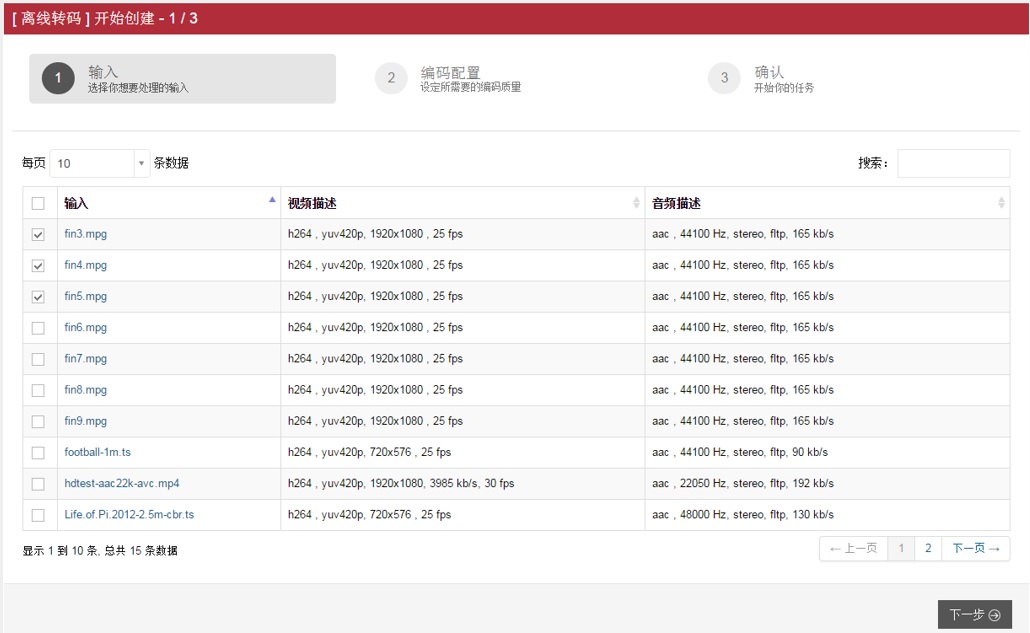 [ 离线转码 ] 开始创建 - 1 / 3
1 输入 2 编码配置 3 确认
选择你想要处理的输入 设定所需要的编码质量 开始你的任务
每页 10 条数据 搜索：
输入 视频描述 音频描述
fin3.mpg h264 , yuv420p, 1920x1080 , 25 fps aac , 44100 Hz, stereo, fltp, 165 kb/s
fin4.mpg h264 , yuv420p, 1920x1080 , 25 fps aac , 44100 Hz, stereo, fltp, 165 kb/s
fin5.mpg h264 , yuv420p, 1920x1080 , 25 fps aac , 44100 Hz, stereo, fltp, 165 kb/s
fin6.mpg h264 , yuv420p, 1920x1080 , 25 fps aac , 44100 Hz, stereo, fltp, 165 kb/s
fin7.mpg h264 , yuv420p, 1920x1080 , 25 fps aac , 44100 Hz, stereo, fltp, 165 kb/s
fin8.mpg h264 , yuv420p, 1920x1080 , 25 fps aac , 44100 Hz, stereo, fltp, 165 kb/s
fin9.mpg h264 , yuv420p, 1920x1080 , 25 fps aac , 44100 Hz, stereo, fltp, 165 kb/s
football-1m.ts h264 , yuv420p, 720x576 , 25 fps aac , 44100 Hz, stereo, fltp, 90 kb/s
hdtest-aac22k-avc.mp4 h264 , yuv420p, 1920x1080, 3985 kb/s, 30 fps aac , 22050 Hz, stereo, fltp, 192 kb/s
Life.of.Pi.2012-2.5m-cbr.ts h264 , yuv420p, 720x576 , 25 fps aac , 48000 Hz, stereo, fltp, 130 kb/s
显示 1 到 10 条, 总共 15 条数据 ← 上一页 1 2 下一页 →
下一步